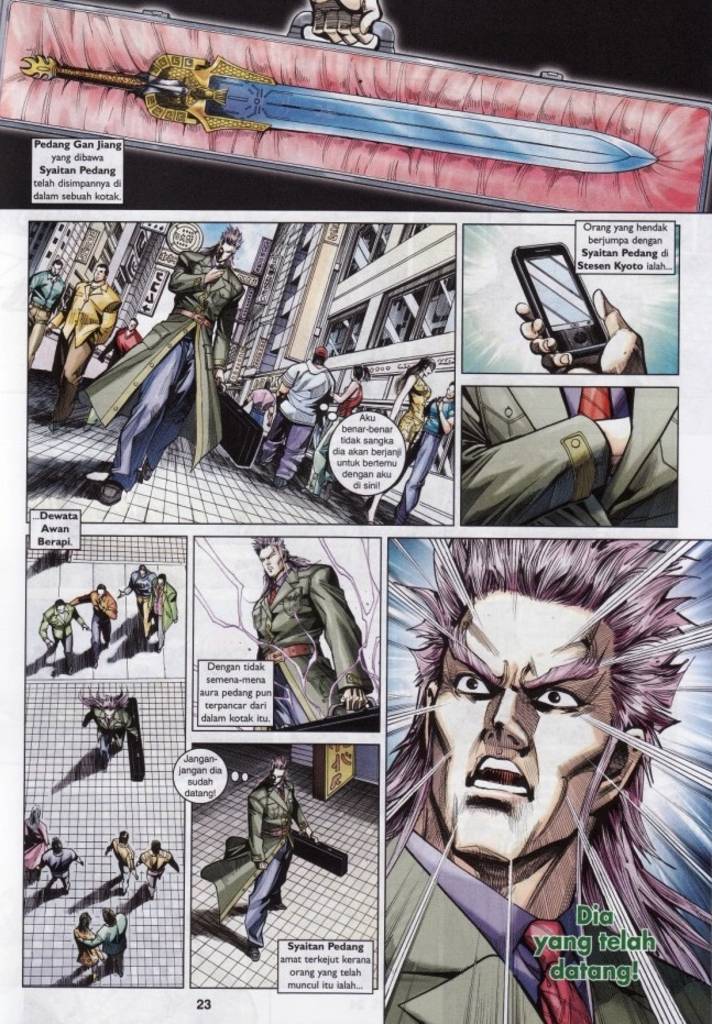 Pedang Gan Jiang
yang dibawa
Syaitan Pedang
telah disimpannya di
dalam sebuah kotak.
Aku
benar-benar
tidak sangka
dia akan berjanji
untuk bertemu
dengan aku
di sini!
Orang yang hendak
berjumpa dengan
Syaitan Pedang di
Stesen Kyoto ialah...
...Dewata
Awan
Berapi.
Dengan tidak
semena-mena
aura pedang pun
terpancar dari
dalam kotak itu.
Jangan-
jangan dia
sudah
datang!
Syaitan Pedang
amat terkejut kerana
orang yang telah
muncul itu ialah...
Dia
yang telah
datang!
23